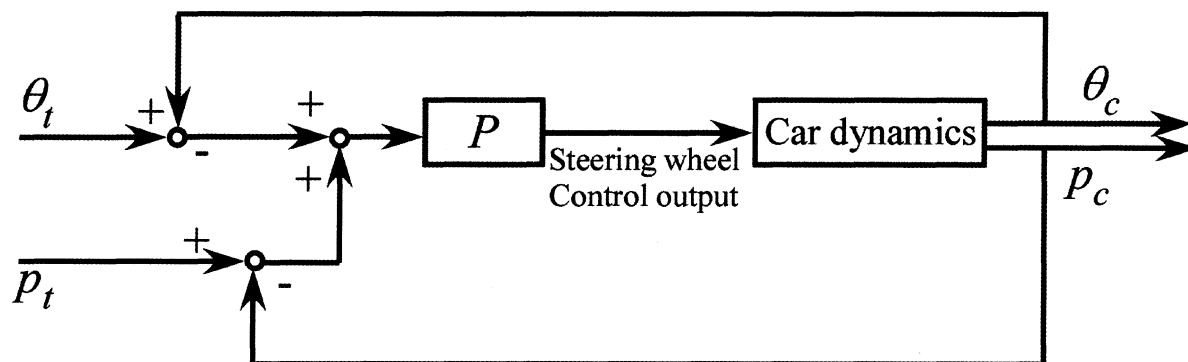 θt
+
-
+
+
P
Steering wheel
Control output
Car dynamics
θc
pc
pt
+
-